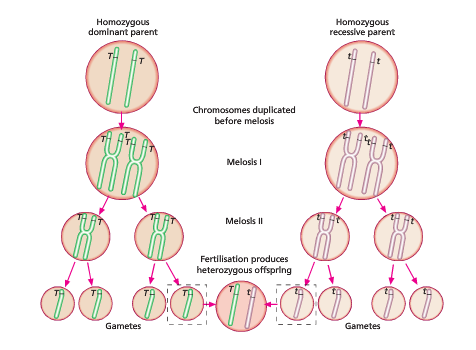 Homozygous
dominant parent
Homozygous
recessive parent
T T
t t
Chromosomes duplicated
before meiosis
T T T T
t t t t
Meiosis I
T T
T T
Meiosis II
t t
t t
Fertilisation produces
heterozygous offspring
T
T
T
T
T t
t
t
t
t
Gametes
Gametes